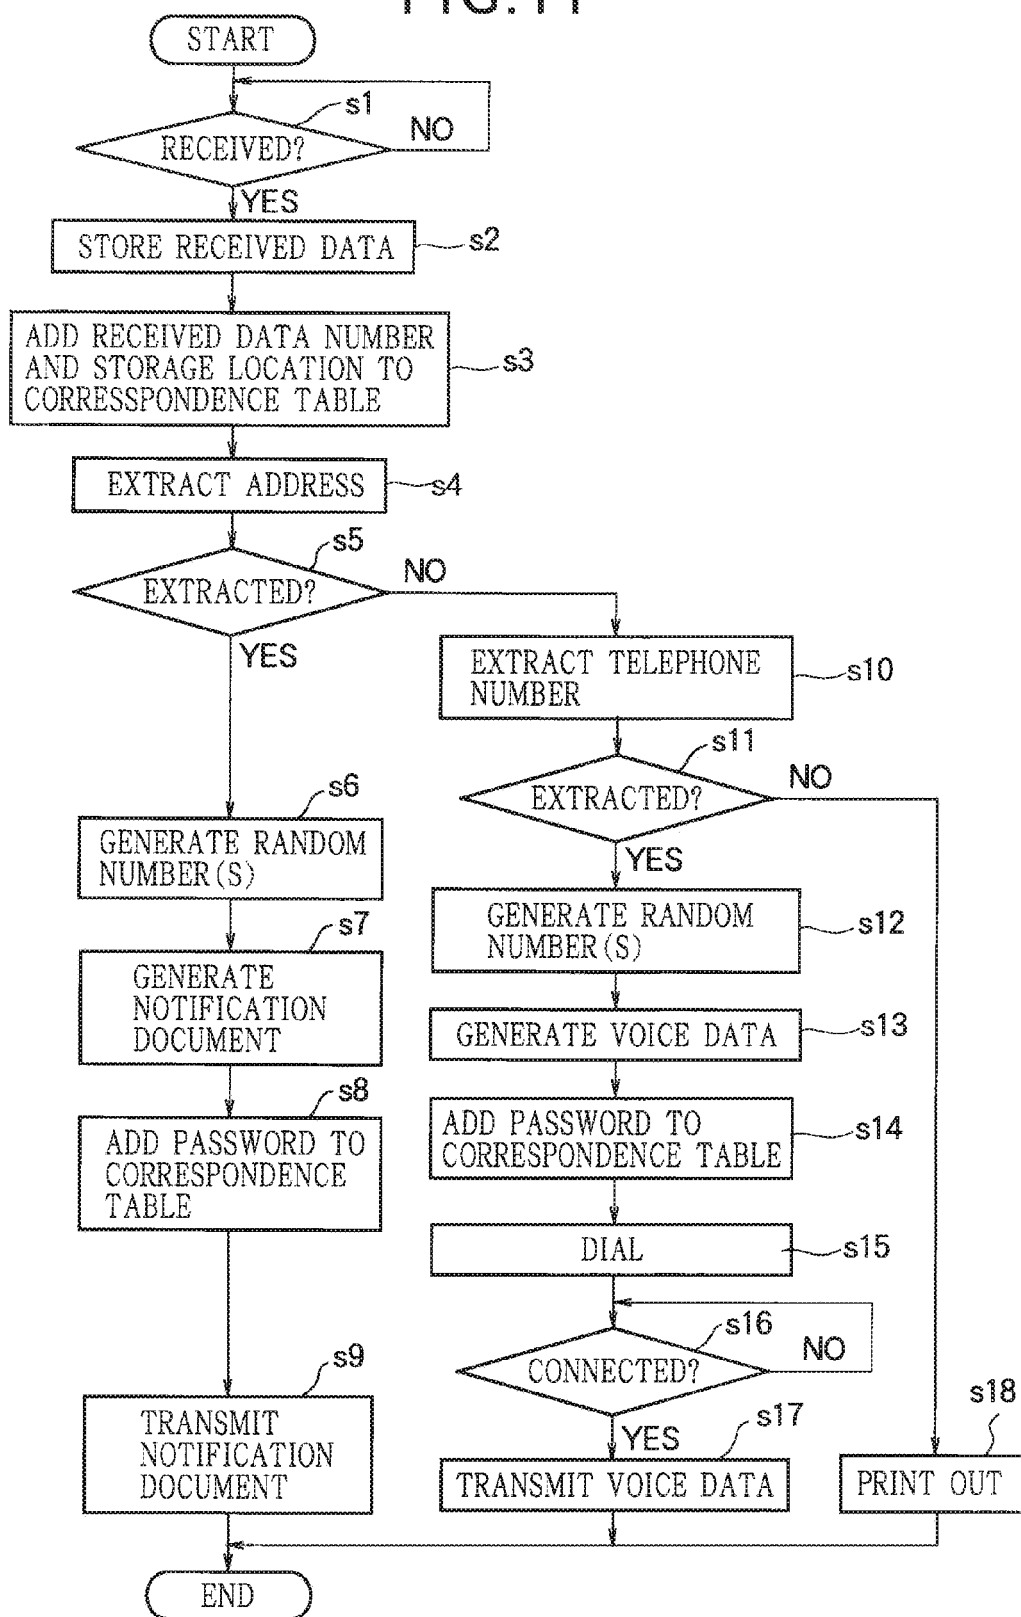 START
s1
RECEIVED?
NO
YES
STORE RECEIVED DATA
s2
ADD RECEIVED DATA NUMBER
AND STORAGE LOCATION TO
CORRESSPONDENCE TABLE
s3
EXTRACT ADDRESS
s4
s5
EXTRACTED?
NO
YES
EXTRACT TELEPHONE
NUMBER
s10
s11
EXTRACTED?
NO
YES
s6
GENERATE RANDOM
NUMBER(S)
s7
GENERATE
NOTIFICATION
DOCUMENT
s8
ADD PASSWORD TO
CORRESPONDENCE
TABLE
s9
TRANSMIT
NOTIFICATION
DOCUMENT
GENERATE RANDOM
NUMBER(S)
s12
GENERATE VOICE DATA
s13
ADD PASSWORD TO
CORRESPONDENCE TABLE
s14
DIAL
s15
s16
CONNECTED?
NO
YES
s17
TRANSMIT VOICE DATA
s18
PRINT OUT
END